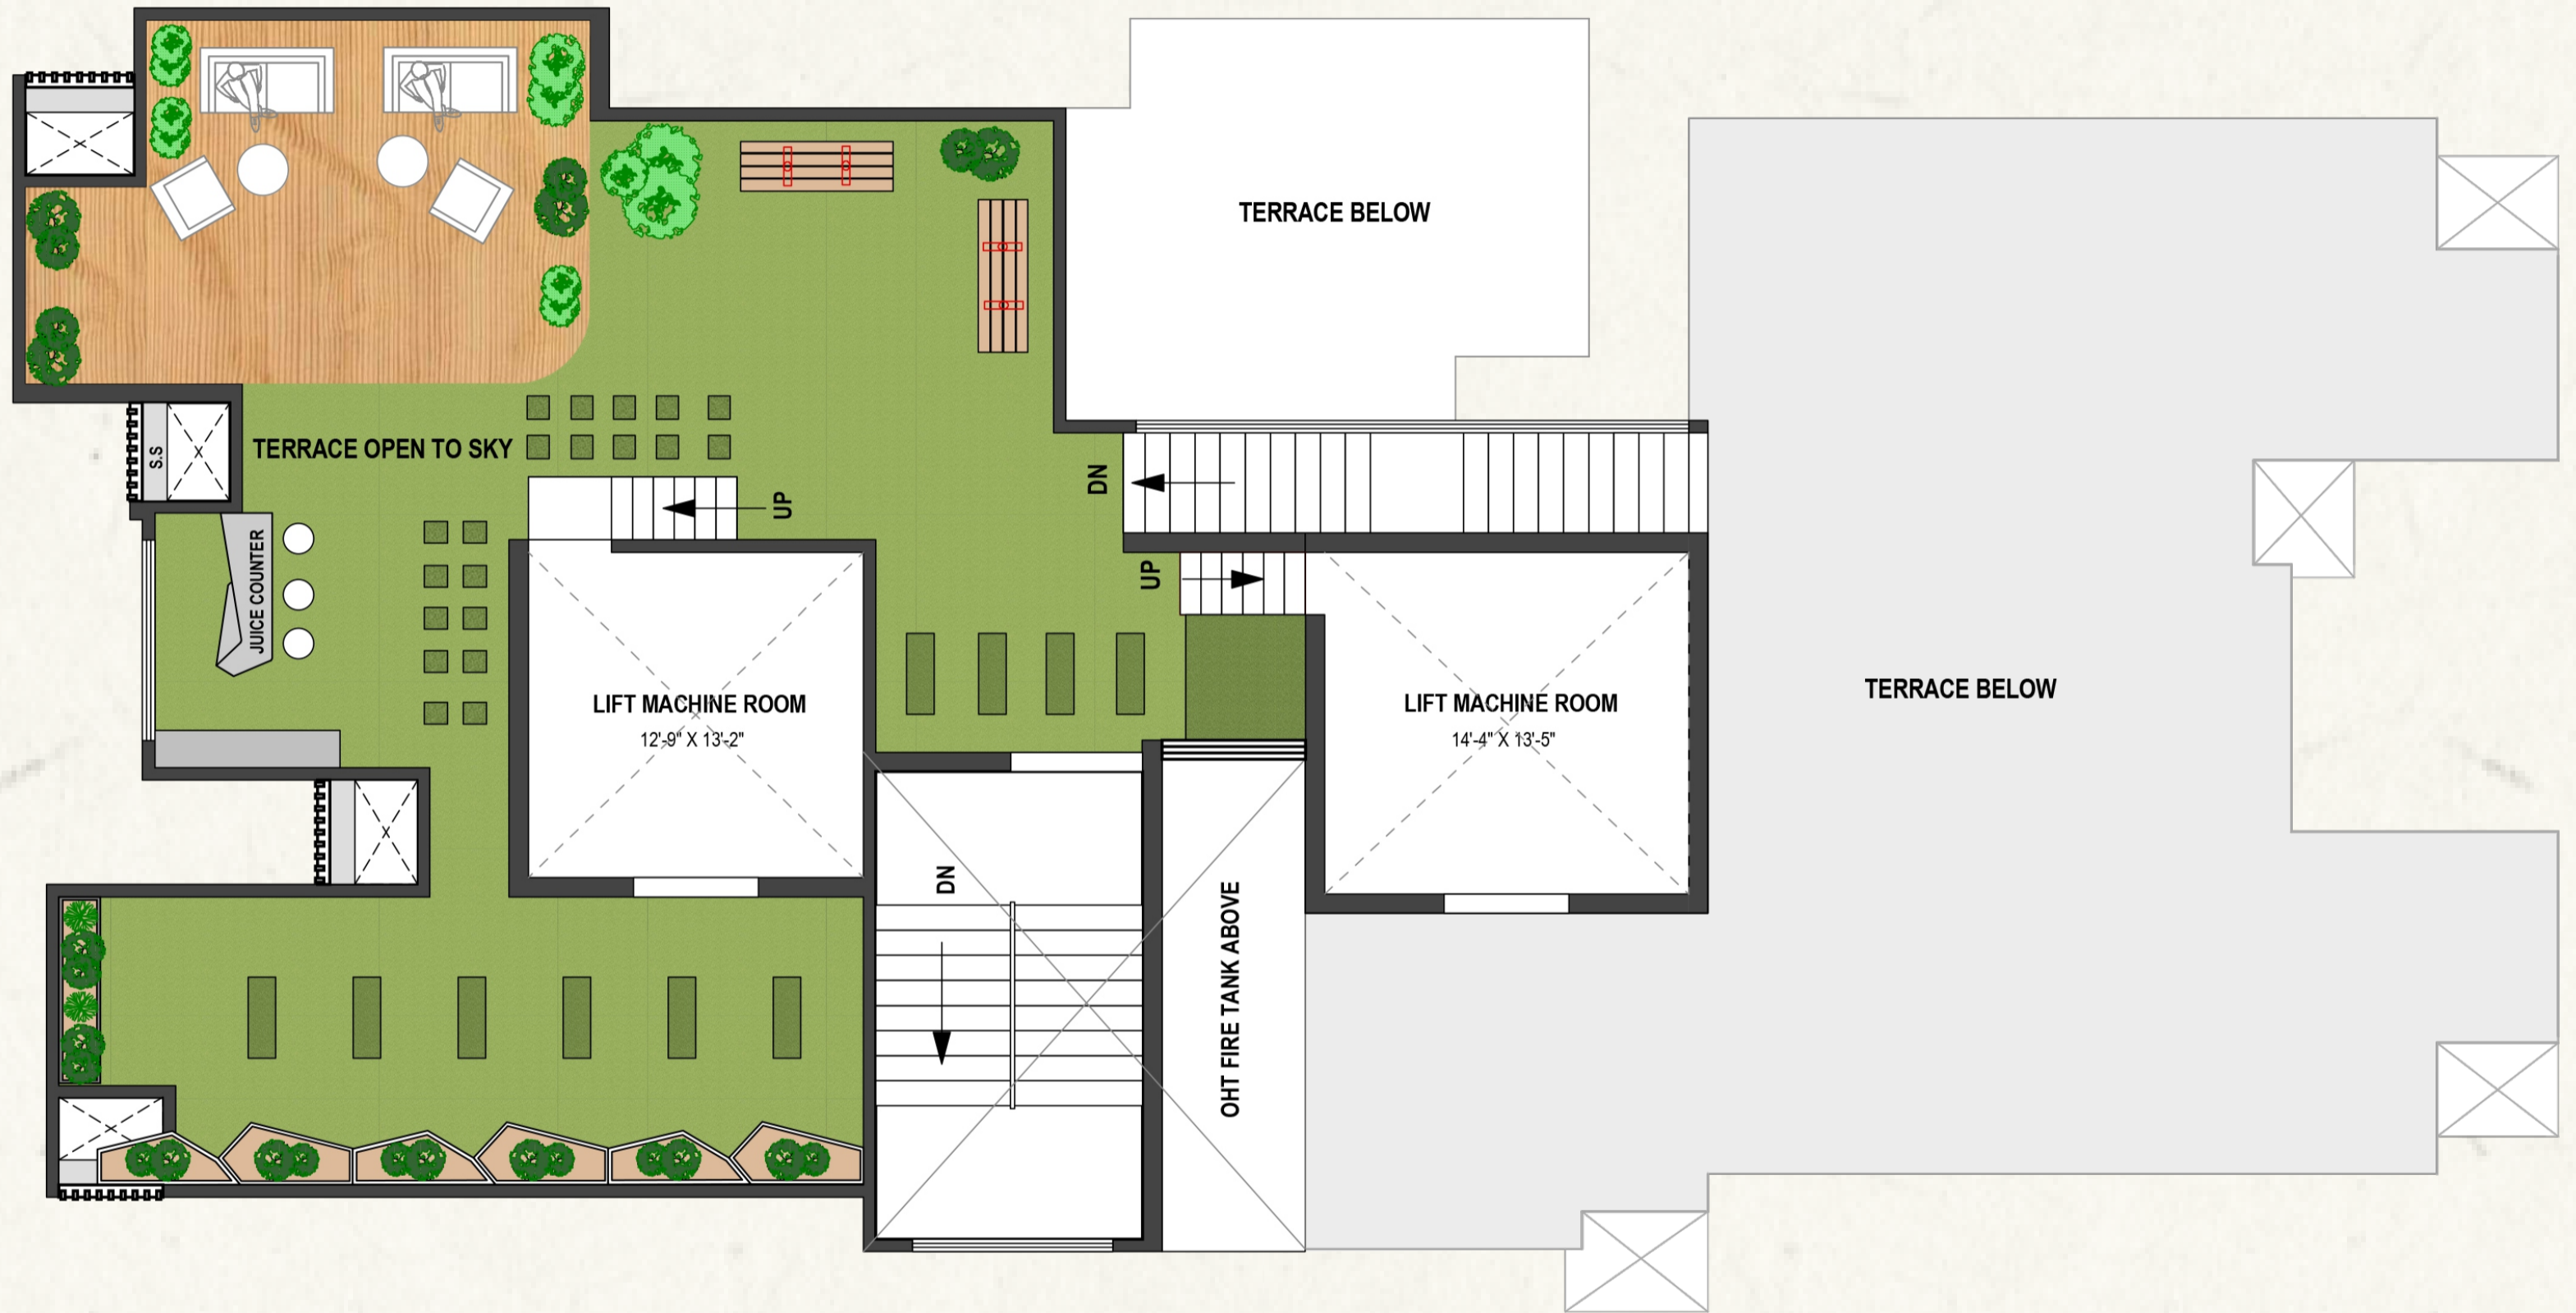 TERRACE BELOW
TERRACE OPEN TO SKY
S.S
DN
UP
UP
JUICE COUNTER
LIFT MACHINE ROOM
12'-9" X 13'-2"
LIFT MACHINE ROOM
14'-4" X 13'-5"
TERRACE BELOW
DN
OHT FIRE TANK ABOVE